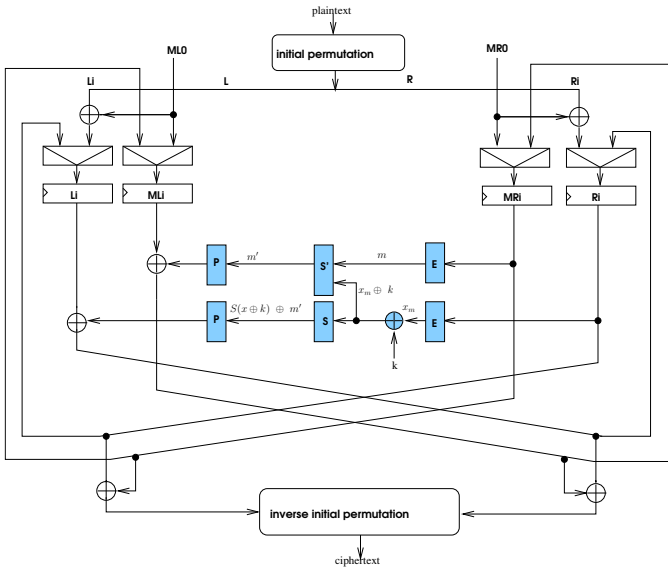 plaintext
initial permutation
ML0
MR0
Li
L
R
Ri
Li
MLi
MRi
Ri
P
m′
S'
m
E
x_m ⊕ k
P
S(x ⊕ k) ⊕ m′
S
x_m
E
k
inverse initial permutation
ciphertext